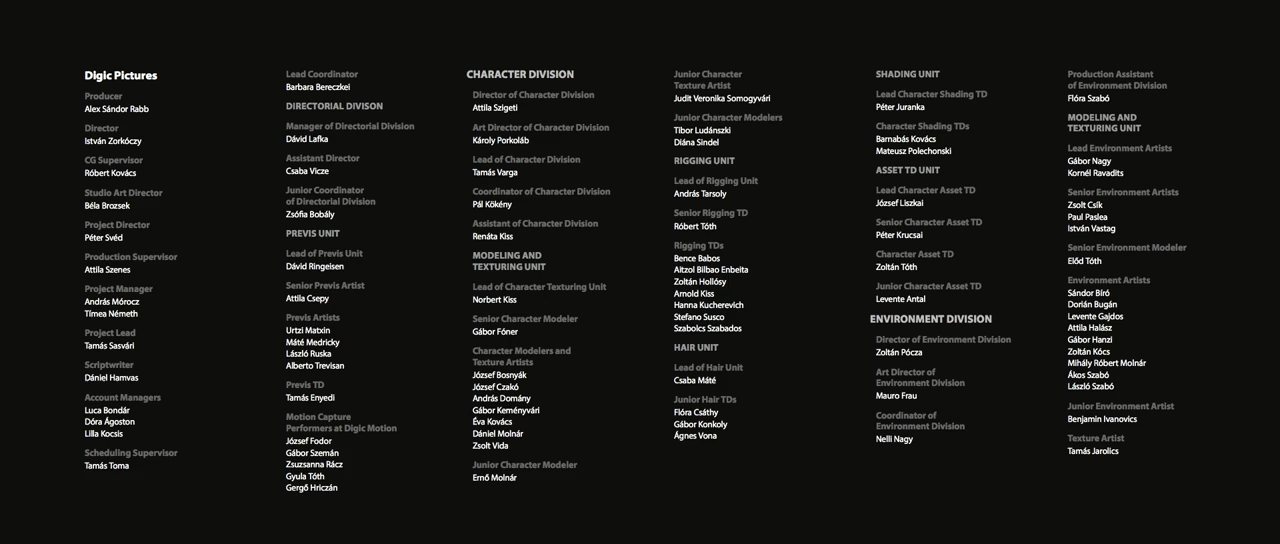 Digic Pictures
Producer
Alex Sándor Rabb
Director
István Zorkóczy
CG Supervisor
Róbert Kovács
Studio Art Director
Béla Brozsek
Project Director
Péter Svéd
Production Supervisor
Attila Szenes
Project Manager
András Mórocz
Tímea Németh
Project Lead
Tamás Sasvári
Scriptwriter
Dániel Hamvas
Account Managers
Luca Bondár
Dóra Ágoston
Lilla Kocsis
Scheduling Supervisor
Tamás Toma
Lead Coordinator
Barbara Bereczkei
DIRECTORIAL DIVISON
Manager of Directorial Division
Dávid Lafka
Assistant Director
Csaba Vicze
Junior Coordinator
of Directorial Division
Zsófia Bobály
PREVIS UNIT
Lead of Previs Unit
Dávid Ringeisen
Senior Previs Artist
Attila Csepy
Previs Artists
Urtzi Matxin
Máté Medricky
László Ruska
Alberto Trevisan
Previs TD
Tamás Enyedi
Motion Capture
Performers at Digic Motion
József Fodor
Gábor Szemán
Zsuzsanna Rácz
Gyula Tóth
Gergő Hriczán
CHARACTER DIVISION
Director of Character Division
Attila Szigeti
Art Director of Character Division
Károly Porkoláb
Lead of Character Division
Tamás Varga
Coordinator of Character Division
Pál Kökény
Assistant of Character Division
Renáta Kiss
MODELING AND
TEXTURING UNIT
Lead of Character Texturing Unit
Norbert Kiss
Senior Character Modeler
Gábor Fóner
Character Modelers and
Texture Artists
József Bosnyák
József Czakó
András Domány
Gábor Keményvári
Éva Kovács
Dániel Molnár
Zsolt Vida
Junior Character Modeler
Ernő Molnár
Junior Character
Texture Artist
Judit Veronika Somogyvári
Junior Character Modelers
Tibor Ludánszki
Diána Sindel
RIGGING UNIT
Lead of Rigging Unit
András Tarsoly
Senior Rigging TD
Róbert Tóth
Rigging TDs
Bence Babos
Aitzol Bilbao Enbeita
Zoltán Hollósy
Arnold Kiss
Hanna Kucherevich
Stefano Susco
Szabolcs Szabados
HAIR UNIT
Lead of Hair Unit
Csaba Máté
Junior Hair TDs
Flóra Csáthy
Gábor Konkoly
Ágnes Vona
SHADING UNIT
Lead Character Shading TD
Péter Juranka
Character Shading TDs
Barnabás Kovács
Mateusz Polechonski
ASSET TD UNIT
Lead Character Asset TD
József Liszkai
Senior Character Asset TD
Péter Krucsai
Character Asset TD
Zoltán Tóth
Junior Character Asset TD
Levente Antal
ENVIRONMENT DIVISION
Director of Environment Division
Zoltán Pócza
Art Director of
Environment Division
Mauro Frau
Coordinator of
Environment Division
Nelli Nagy
Production Assistant
of Environment Division
Flóra Szabó
MODELING AND
TEXTURING UNIT
Lead Environment Artists
Gábor Nagy
Kornél Ravadits
Senior Environment Artists
Zsolt Csík
Paul Paslea
István Vastag
Senior Environment Modeler
Előd Tóth
Environment Artists
Sándor Bíró
Dorián Bugán
Levente Gajdos
Attila Halász
Gábor Hanzi
Zoltán Kócs
Mihály Róbert Molnár
Ákos Szabó
László Szabó
Junior Environment Artist
Benjamin Ivanovics
Texture Artist
Tamás Jarolics